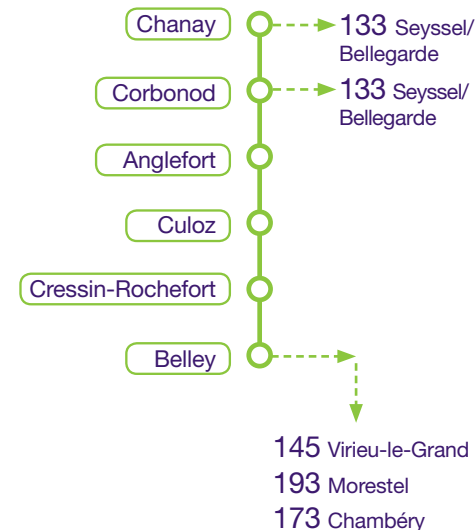 Chanay
133 Seyssel/
Bellegarde
Corbonod
133 Seyssel/
Bellegarde
Anglefort
Culoz
Cressin-Rochefort
Belley
145 Virieu-le-Grand
193 Morestel
173 Chambéry